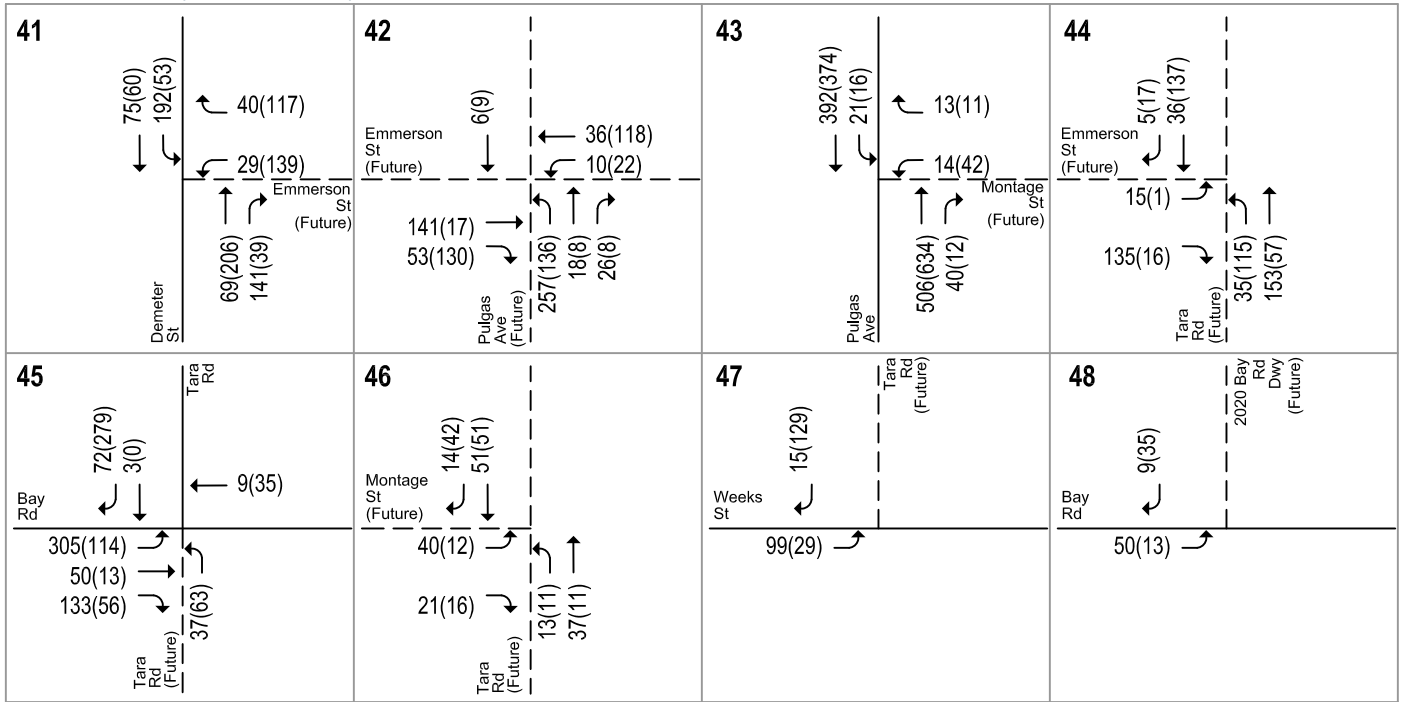 41
75(60)
192(53)
40(117)
29(139)
Emmerson
St
(Future)
69(206)
141(39)
Demeter
St
42
6(9)
Emmerson
St
(Future)
36(118)
10(22)
141(17)
53(130)
257(136)
18(8)
26(8)
Pulgas
Ave
(Future)
43
392(374)
21(16)
13(11)
14(42)
Montage
St
(Future)
506(634)
40(12)
Pulgas
Ave
44
5(17)
36(137)
Emmerson
St
(Future)
15(1)
135(16)
35(115)
153(57)
Tara
Rd
(Future)
45
Tara
Rd
72(279)
3(0)
9(35)
Bay
Rd
305(114)
50(13)
133(56)
37(63)
Tara
Rd
(Future)
46
14(42)
51(51)
Montage
St
(Future)
40(12)
21(16)
13(11)
37(11)
Tara
Rd
(Future)
47
Tara
Rd
(Future)
15(129)
Weeks
St
99(29)
48
2020 Bay
Rd
Dwy
(Future)
9(35)
Bay
Rd
50(13)